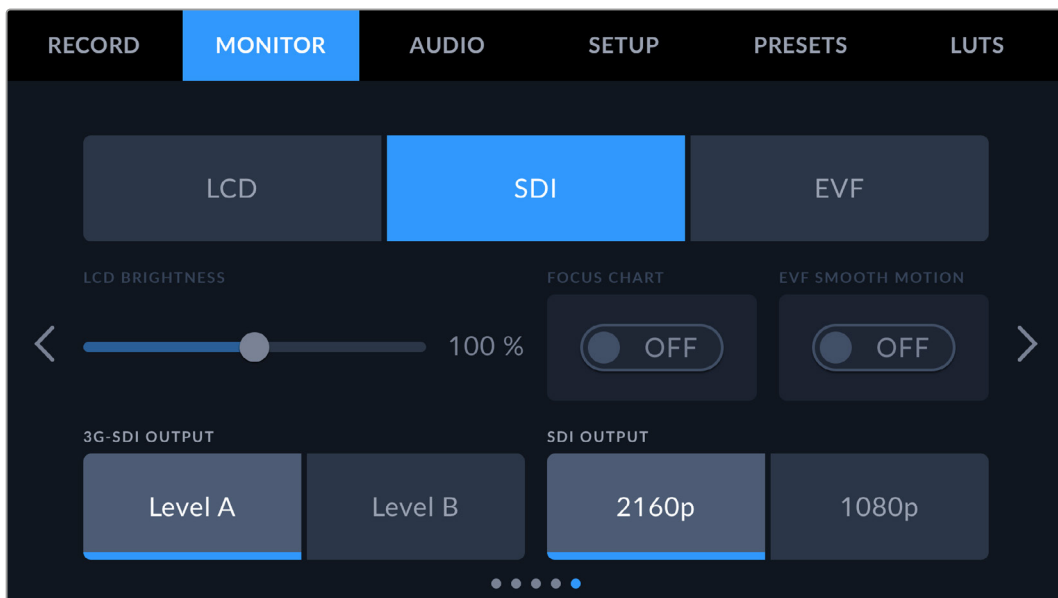 RECORD MONITOR AUDIO SETUP PRESETS LUTS
LCD SDI EVF
LCD BRIGHTNESS FOCUS CHART EVF SMOOTH MOTION
100 % OFF OFF
3G-SDI OUTPUT SDI OUTPUT
Level A Level B 2160p 1080p